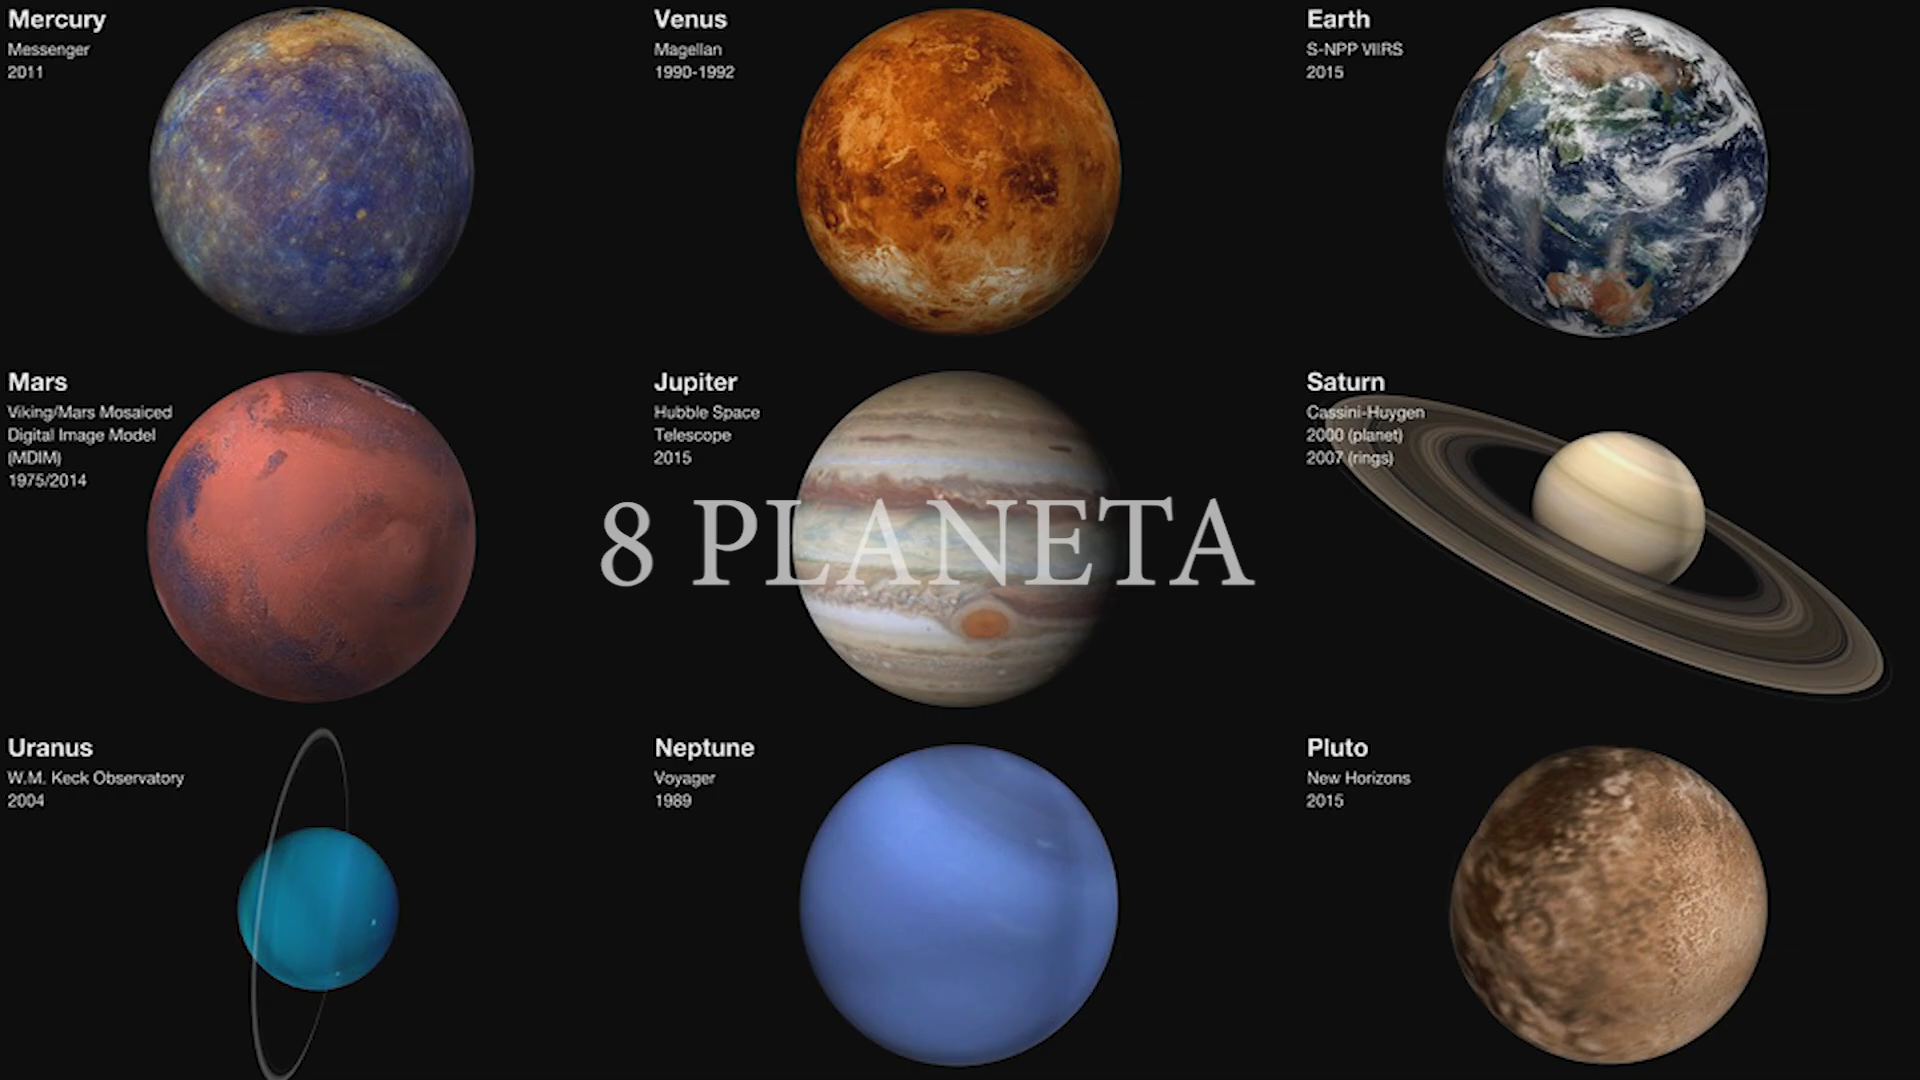 Mercury
Messenger
2011
Venus
Magellan
1990-1992
Earth
S-NPP VIIRS
2015
Mars
Viking/Mars Mosaiced
Digital Image Model
(MDIM)
1975/2014
Jupiter
Hubble Space
Telescope
2015
Saturn
Cassini-Huygen
2000 (planet)
2007 (rings)
8 PLANETA
Uranus
W.M. Keck Observatory
2004
Neptune
Voyager
1989
Pluto
New Horizons
2015